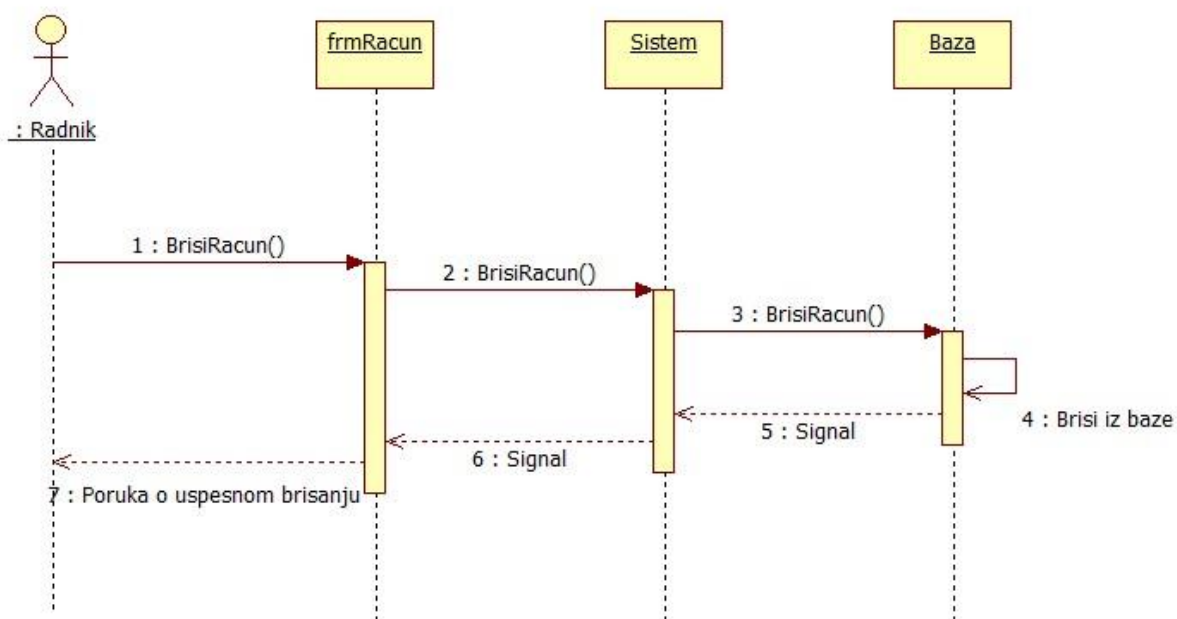 frmRacun
Sistem
Baza
: Radnik
1 : BrisiRacun()
2 : BrisiRacun()
3 : BrisiRacun()
4 : Brisi iz baze
5 : Signal
6 : Signal
7 : Poruka o uspesnom brisanju